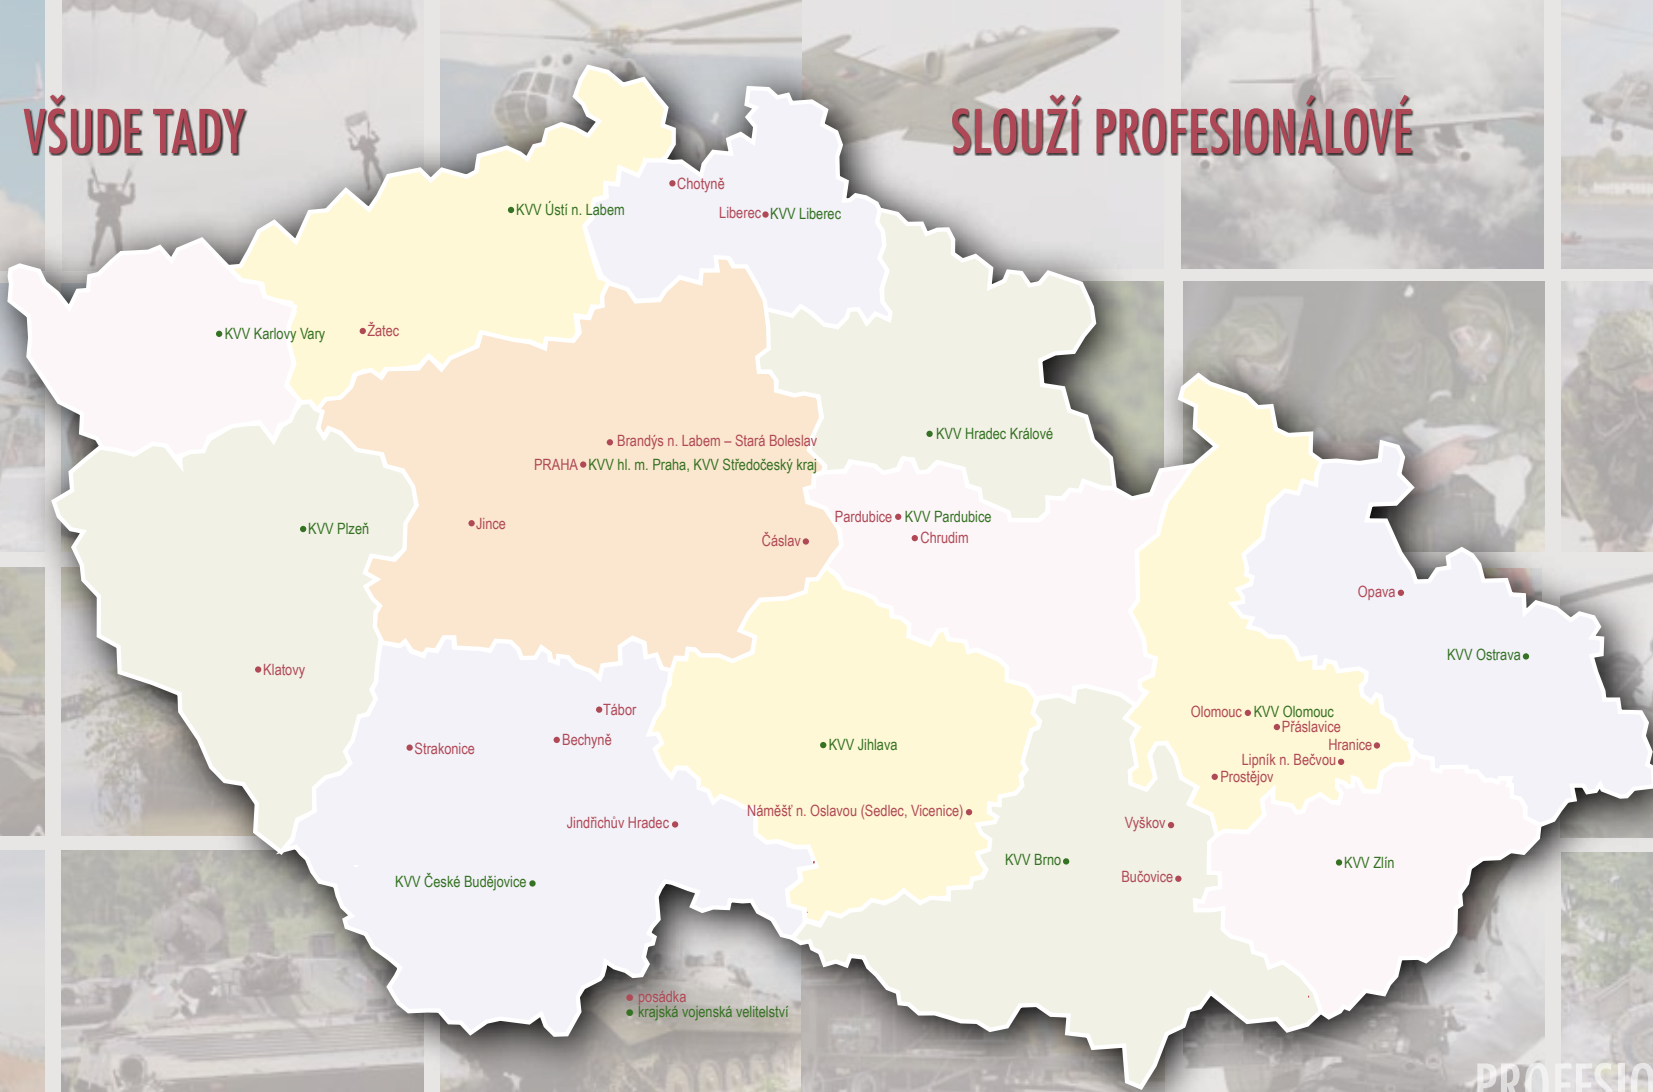 VŠUDE TADY
SLOUŽÍ PROFESIONÁLOVÉ
Chotyně
KVV Ústí n. Labem
Liberec KVV Liberec
KVV Karlovy Vary
Žatec
KVV Hradec Králové
Brandýs n. Labem – Stará Boleslav
PRAHA KVV hl. m. Praha, KVV Středočeský kraj
Pardubice KVV Pardubice
Jince
KVV Plzeň
Chrudim
Čáslav
Opava
KVV Ostrava
Klatovy
Tábor
Olomouc KVV Olomouc
Přáslavice
Bechyně
Strakonice
KVV Jihlava
Hranice
Lipník n. Bečvou
Prostějov
Náměšť n. Oslavou (Sedlec, Vicenice)
Jindřichův Hradec
Vyškov
KVV Brno
KVV Zlín
Bučovice
KVV České Budějovice
posádka
krajská vojenská velitelství
PROFESIO